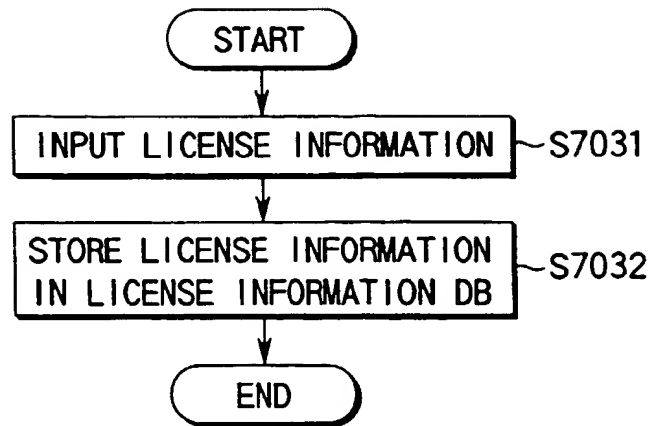 START
INPUT LICENSE INFORMATION
S7031
STORE LICENSE INFORMATION
IN LICENSE INFORMATION DB
S7032
END